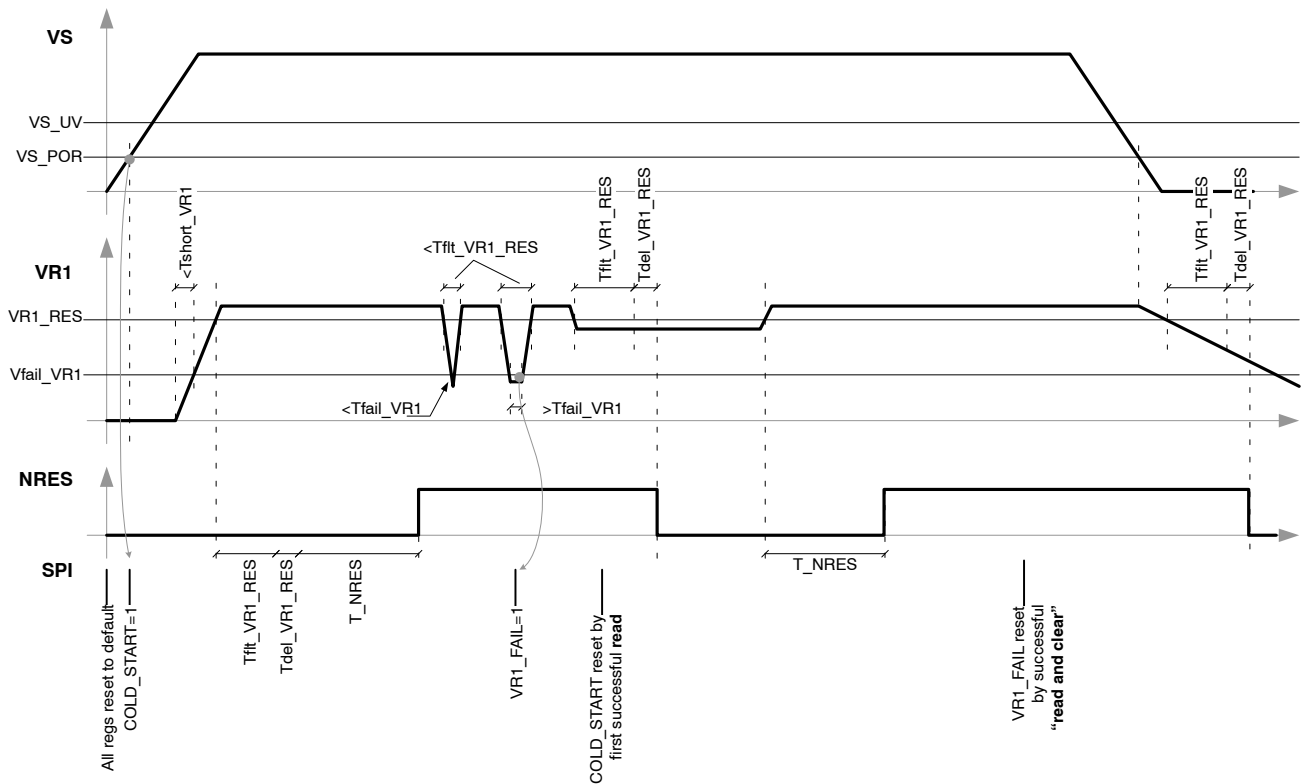 VS
VS_UV
VS_POR
<Tshort_VR1
Tflt_VR1_RES
Tdel_VR1_RES
Tflt_VR1_RES
Tdel_VR1_RES
<Tflt_VR1_RES
VR1
VR1_RES
Vfail_VR1
<Tfail_VR1
>Tfail_VR1
NRES
SPI
All regs reset to default
COLD_START=1
Tflt_VR1_RES
Tdel_VR1_RES
T_NRES
VR1_FAIL=1
COLD_START reset by
first successful read
T_NRES
VR1_FAIL reset
by successful
“read and clear”